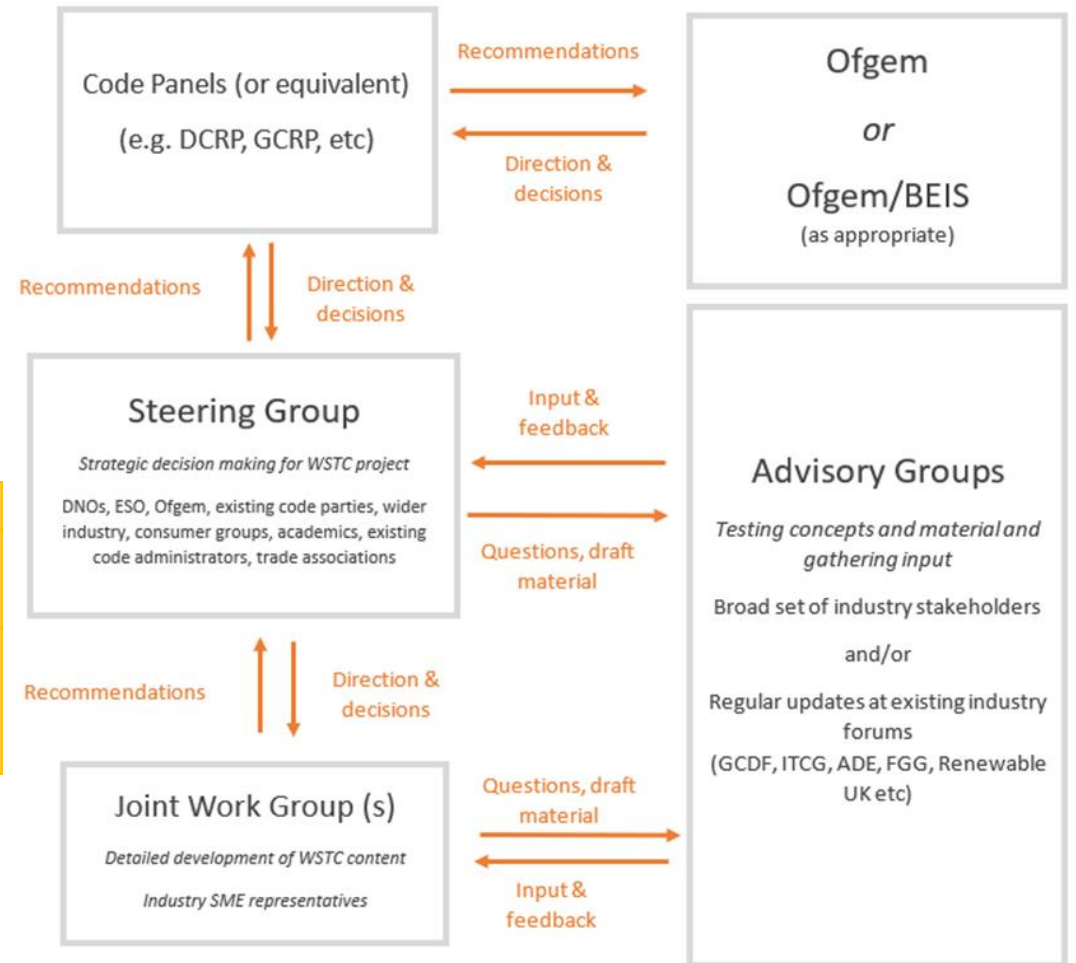 Code Panels (or equivalent)
(e.g. DCRP, GCRP, etc)
Recommendations
Direction &
decisions
Ofgem
or
Ofgem/BEIS
(as appropriate)
Recommendations
Direction &
decisions
Steering Group
Strategic decision making for WSTC project
DNOs, ESO, Ofgem, existing code parties, wider
industry, consumer groups, academics, existing
code administrators, trade associations
Input &
feedback
Questions, draft
material
Advisory Groups
Testing concepts and material and
gathering input
Broad set of industry stakeholders
and/or
Regular updates at existing industry
forums
(GCDF, ITCG, ADE, FGG, Renewable
UK etc)
Recommendations
Direction &
decisions
Joint Work Group (s)
Detailed development of WSTC content
Industry SME representatives
Questions, draft
material
Input &
feedback